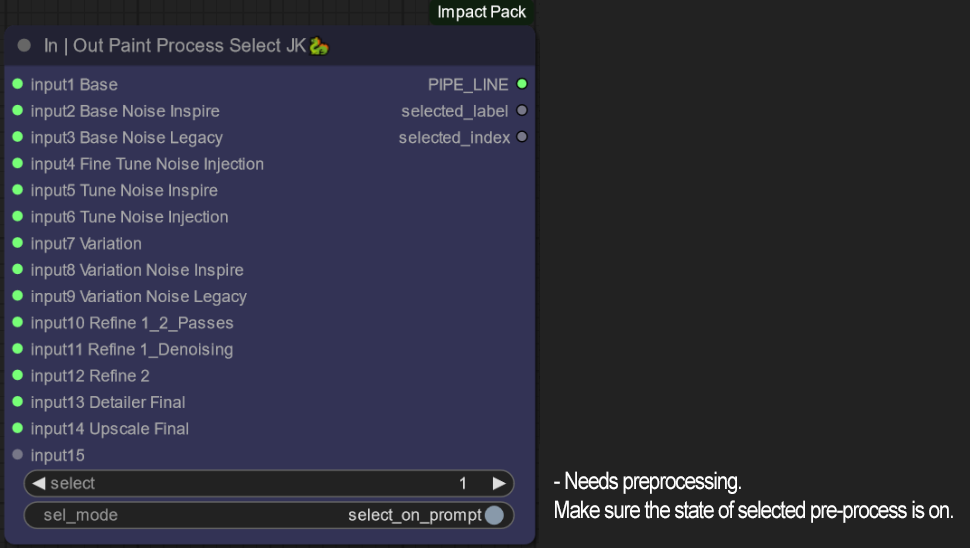 Impact Pack
In | Out Paint Process Select JK🐉
input1 Base
PIPE_LINE
input2 Base Noise Inspire
selected_label
input3 Base Noise Legacy
selected_index
input4 Fine Tune Noise Injection
input5 Tune Noise Inspire
input6 Tune Noise Injection
input7 Variation
input8 Variation Noise Inspire
input9 Variation Noise Legacy
input10 Refine 1_2_Passes
input11 Refine 1_Denoising
input12 Refine 2
input13 Detailer Final
input14 Upscale Final
input15
select 1
sel_mode select_on_prompt
- Needs preprocessing.
Make sure the state of selected pre-process is on.